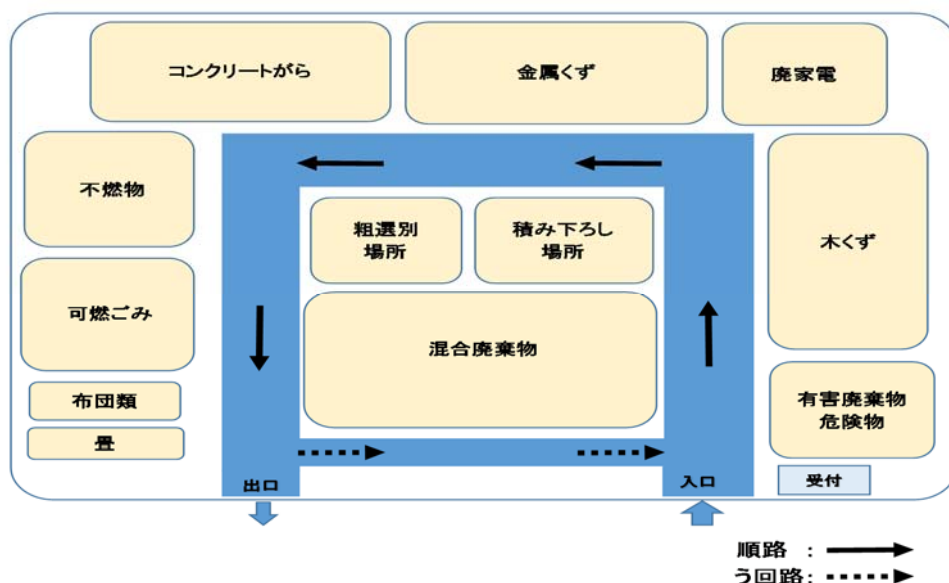 コンクリートがら
金属くず
廃家電
不燃物
粗選別
場所
積み下ろし
場所
木くず
可燃ごみ
混合廃棄物
布団類
畳
有害廃棄物
危険物
出口
入口
受付
順路 :
う回路: